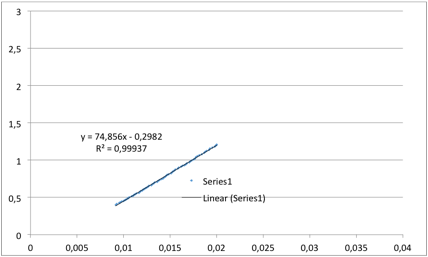 3
2,5
2
1,5
y = 74,856x - 0,2982
R² = 0,99937
1
Series1
0,5
Linear (Series1)
0
0 0,005 0,01 0,015 0,02 0,025 0,03 0,035 0,04